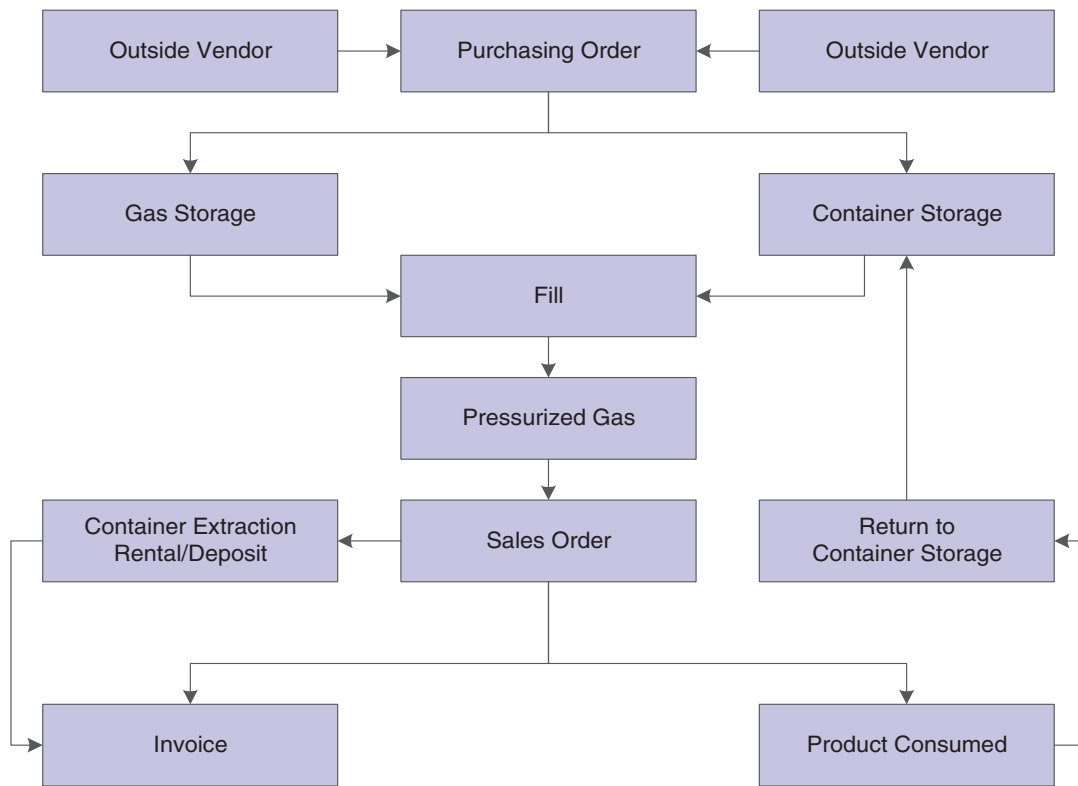 Outside Vendor
Purchasing Order
Outside Vendor
Gas Storage
Container Storage
Fill
Pressurized Gas
Container Extraction
Rental/Deposit
Sales Order
Return to
Container Storage
Invoice
Product Consumed